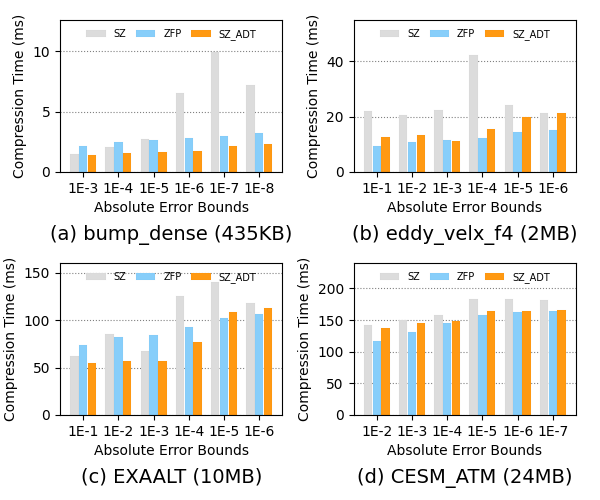 SZ ZFP SZ_ADT
Compression Time (ms)
10
5
0
1E-3 1E-4 1E-5 1E-6 1E-7 1E-8
Absolute Error Bounds
(a) bump_dense (435KB)
SZ ZFP SZ_ADT
Compression Time (ms)
40
20
0
1E-1 1E-2 1E-3 1E-4 1E-5 1E-6
Absolute Error Bounds
(b) eddy_velx_f4 (2MB)
SZ ZFP SZ_ADT
Compression Time (ms)
150
100
50
0
1E-1 1E-2 1E-3 1E-4 1E-5 1E-6
Absolute Error Bounds
(c) EXAALT (10MB)
SZ ZFP SZ_ADT
Compression Time (ms)
200
150
100
50
0
1E-2 1E-3 1E-4 1E-5 1E-6 1E-7
Absolute Error Bounds
(d) CESM_ATM (24MB)